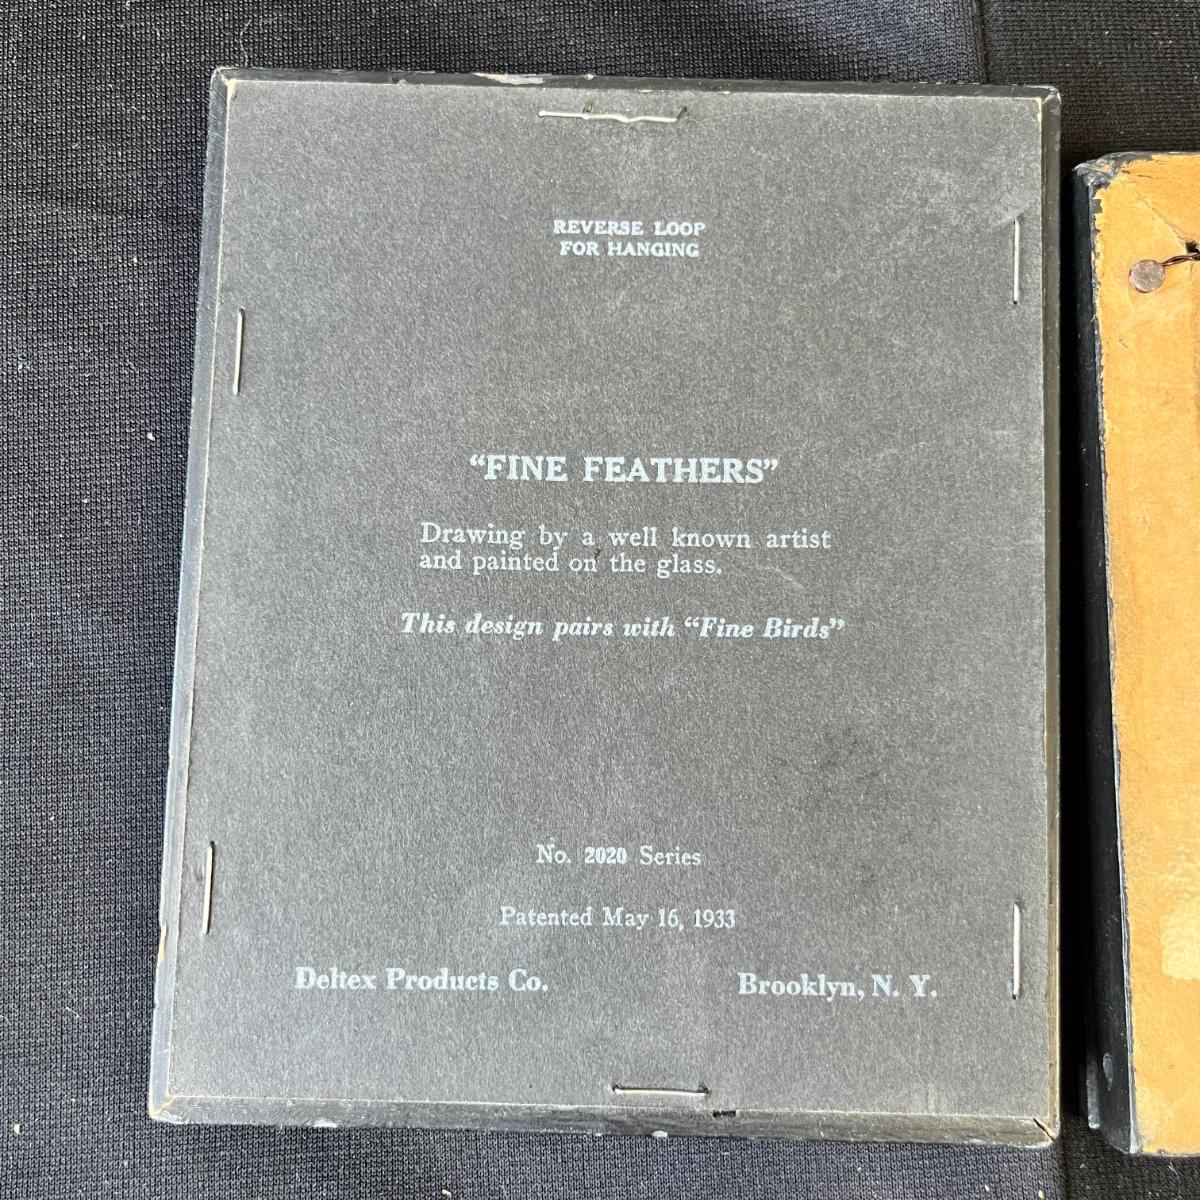 REVERSE LOOP
FOR HANGING
“FINE FEATHERS”
Drawing by a well known artist
and painted on the glass.
This design pairs with “Fine Birds”
No. 2020 Series
Patented May 16, 1933
Deltex Products Co. Brooklyn, N. Y.